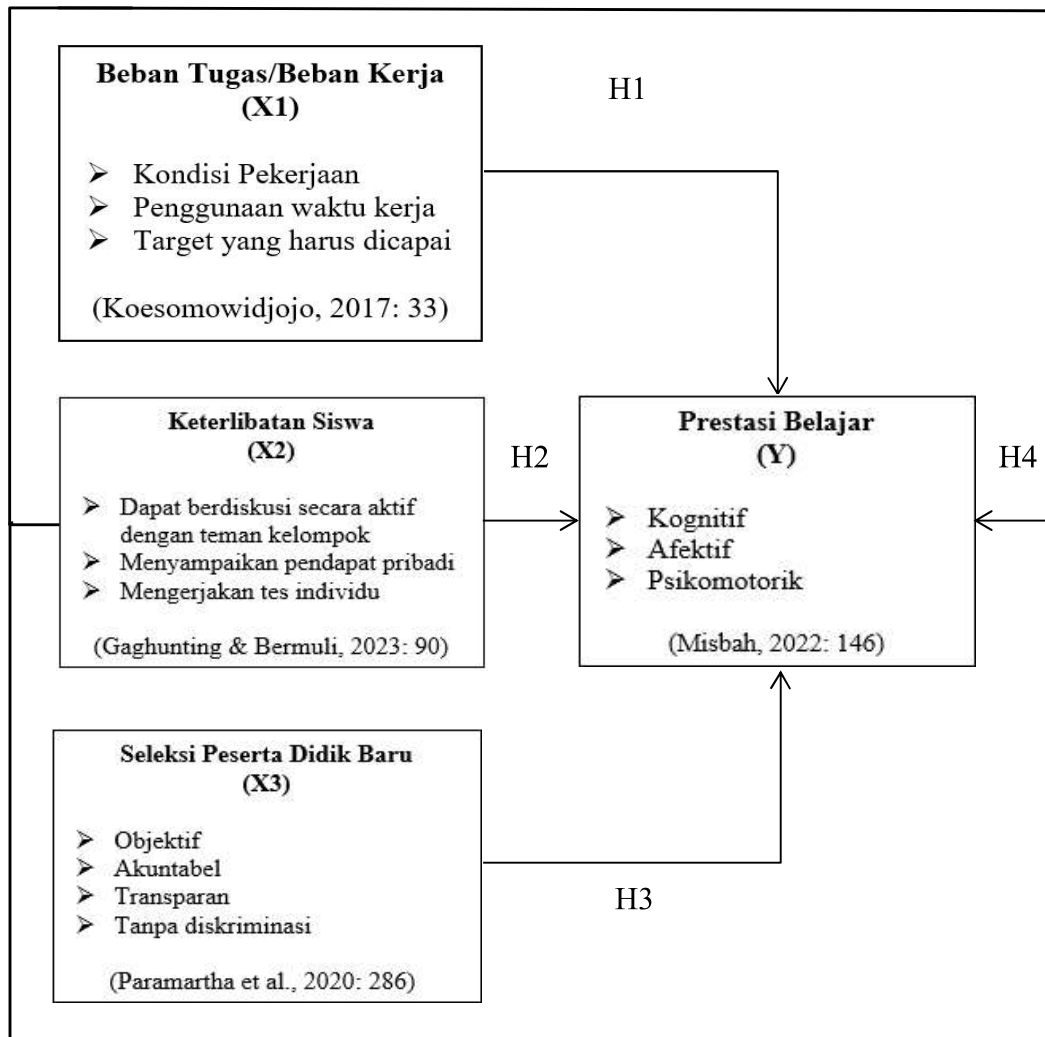 Beban Tugas/Beban Kerja
(X1)
➢ Kondisi Pekerjaan
➢ Penggunaan waktu kerja
➢ Target yang harus dicapai
(Koesomowidjojo, 2017: 33)
H1
Keterlibatan Siswa
(X2)
➢ Dapat berdiskusi secara aktif
dengan teman kelompok
➢ Menyampaikan pendapat pribadi
➢ Mengerjakan tes individu
(Gaghunting & Bermuli, 2023: 90)
H2
Prestasi Belajar
(Y)
➢ Kognitif
➢ Afektif
➢ Psikomotorik
(Misbah, 2022: 146)
H4
Seleksi Peserta Didik Baru
(X3)
➢ Objektif
➢ Akuntabel
➢ Transparan
➢ Tanpa diskriminasi
(Paramartha et al., 2020: 286)
H3